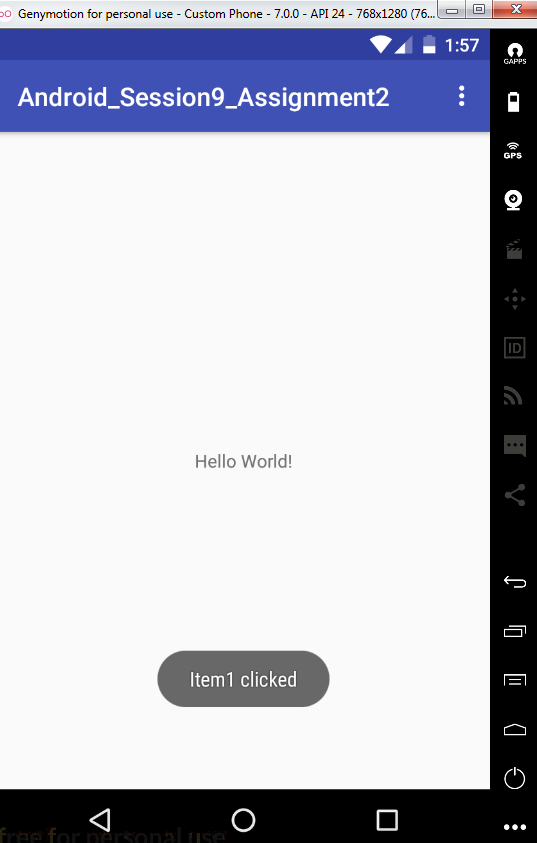 Genymotion for personal use - Custom Phone - 7.0.0 - API 24 - 768x1280 (76...
1:57
GAPPS
Android_Session9_Assignment2
GPS
ID
Hello World!
Item1 clicked
free for personal use